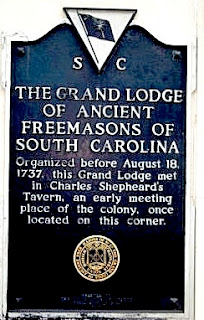 S C
THE GRAND LODGE
OF ANCIENT
FREEMASONS OF
SOUTH CAROLINA
Organized before August 18,
1737, this Grand Lodge met
in Charles Shepheard's
Tavern, an early meeting
place of the colony, once
located on this corner.